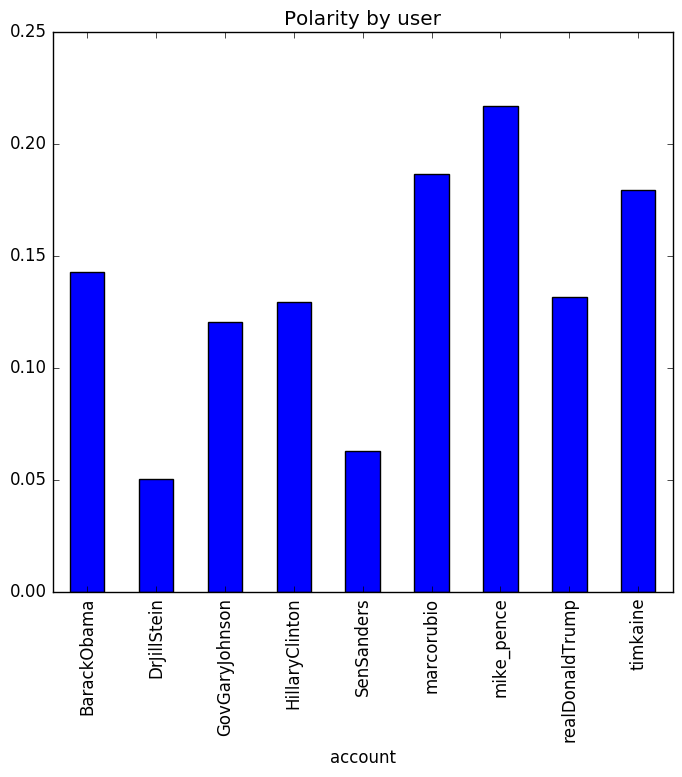 Polarity by user
0.25
0.20
0.15
0.10
0.05
0.00
BarackObama
DrJillStein
GovGaryJohnson
HillaryClinton
SenSanders
marcorubio
mike_pence
realDonaldTrump
timkaine
account